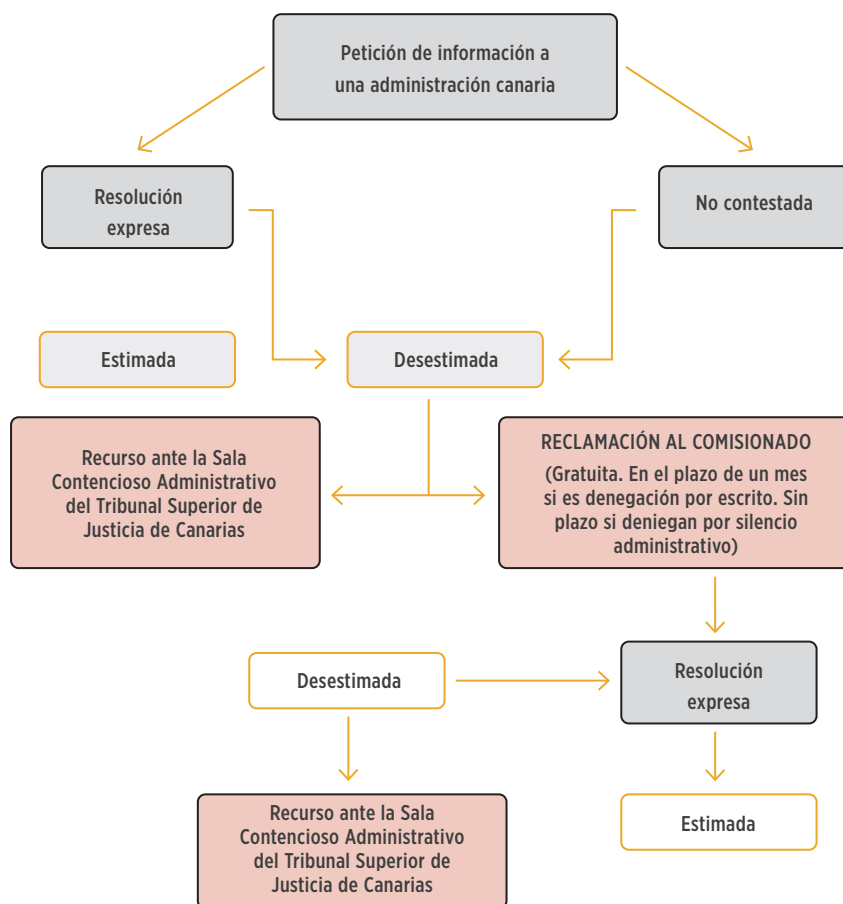 Petición de información a
una administración canaria
Resolución
expresa
No contestada
Estimada
Desestimada
Recurso ante la Sala
Contencioso Administrativo
del Tribunal Superior de
Justicia de Canarias
RECLAMACIÓN AL COMISIONADO
(Gratuita. En el plazo de un mes
si es denegación por escrito. Sin
plazo si deniegan por silencio
administrativo)
Desestimada
Resolución
expresa
Recurso ante la Sala
Contencioso Administrativo
del Tribunal Superior de
Justicia de Canarias
Estimada